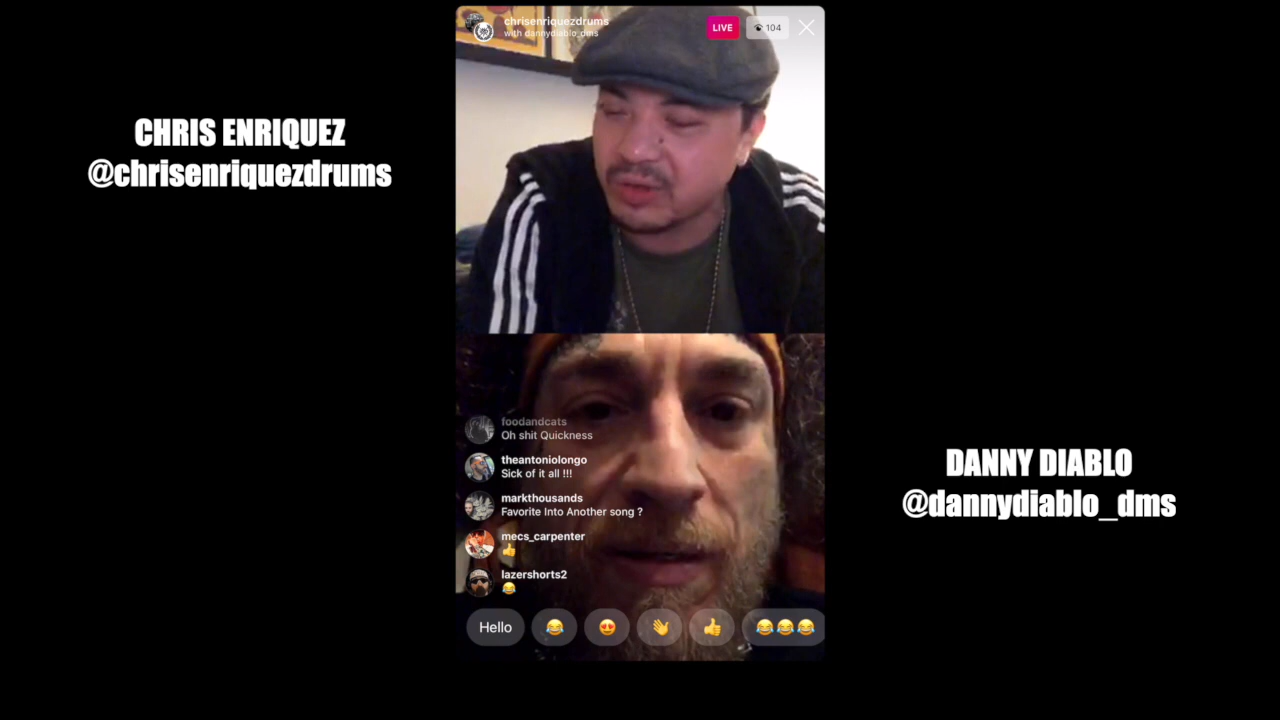 chrisenriquezdrums
with dannydiablo_dms
LIVE
104
CHRIS ENRIQUEZ
@chrisenriquezdrums
foodandcats
Oh shit Quickness
theantoniolongo
Sick of it all !!!
markthousands
Favorite Into Another song ?
mecs_carpenter
👍
lazershorts2
😂
DANNY DIABLO
@dannydiablo_dms
Hello 😂 😍 👋 👍 😂😂😂